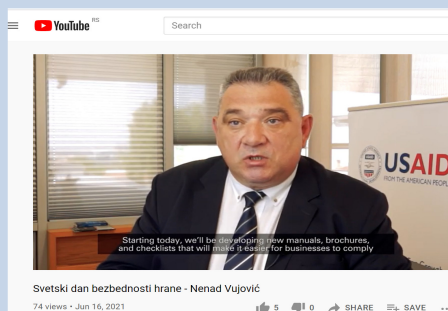 YouTube RS
Search
USAID
FROM THE AMERICAN PEOPLE
Starting today, we'll be developing new manuals, brochures,
and checklists that will make it easier for businesses to comply
Svetski dan bezbednosti hrane - Nenad Vujović
74 views • Jun 16, 2021
5
0
SHARE
SAVE